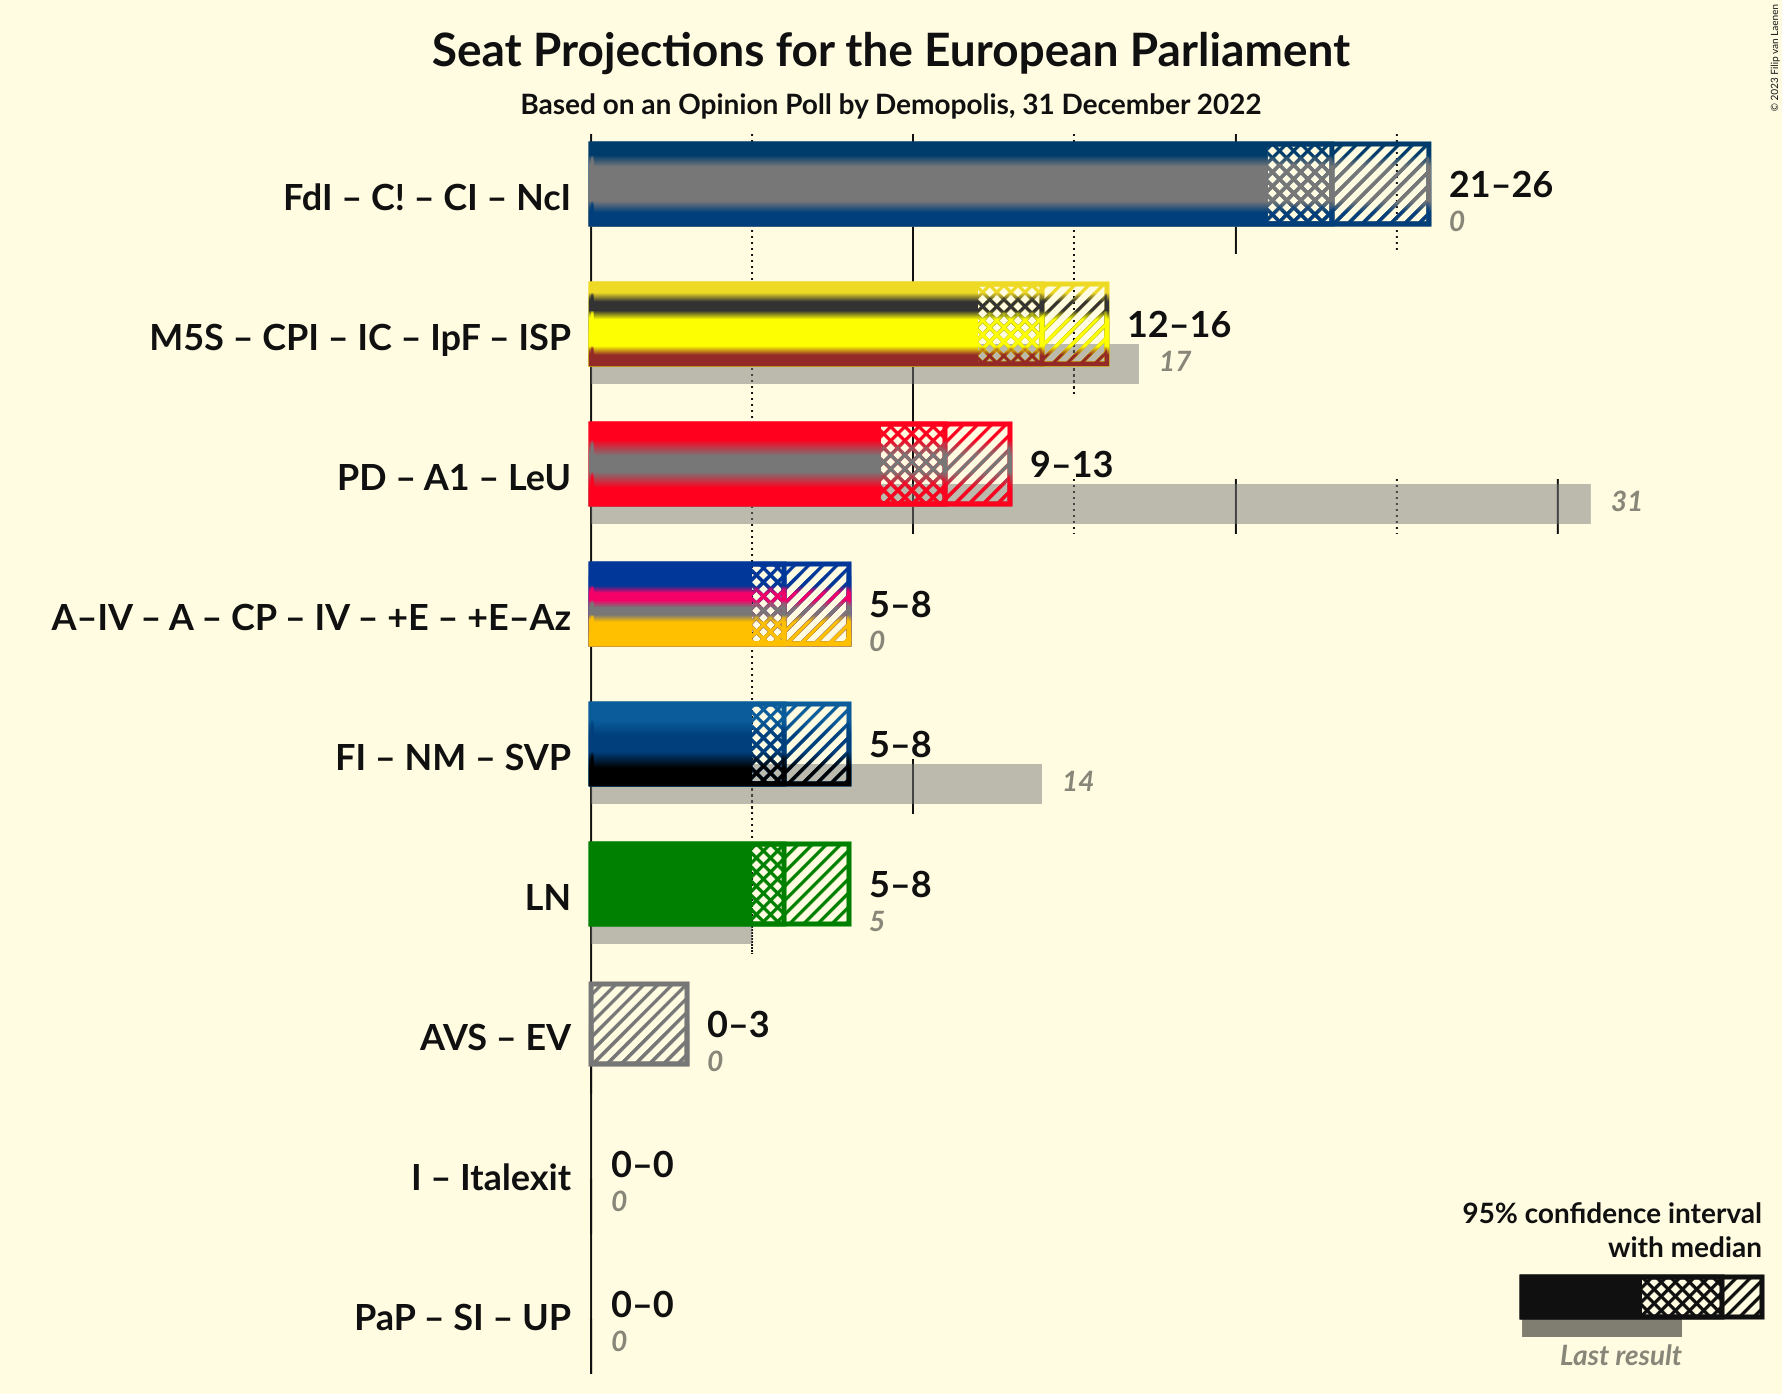 Seat Projections for the European Parliament
Based on an Opinion Poll by Demopolis, 31 December 2022
© 2023 Filip van Laenen
FdI – C! – CI – NcI
21–26
0
M5S – CPI – IC – IpF – ISP
12–16
17
PD – A1 – LeU
9–13
31
A–IV – A – CP – IV – +E – +E–Az
5–8
0
FI – NM – SVP
5–8
14
LN
5–8
5
AVS – EV
0–3
0
I – Italexit
0–0
0
PaP – SI – UP
0–0
0
95% confidence interval
with median
Last result